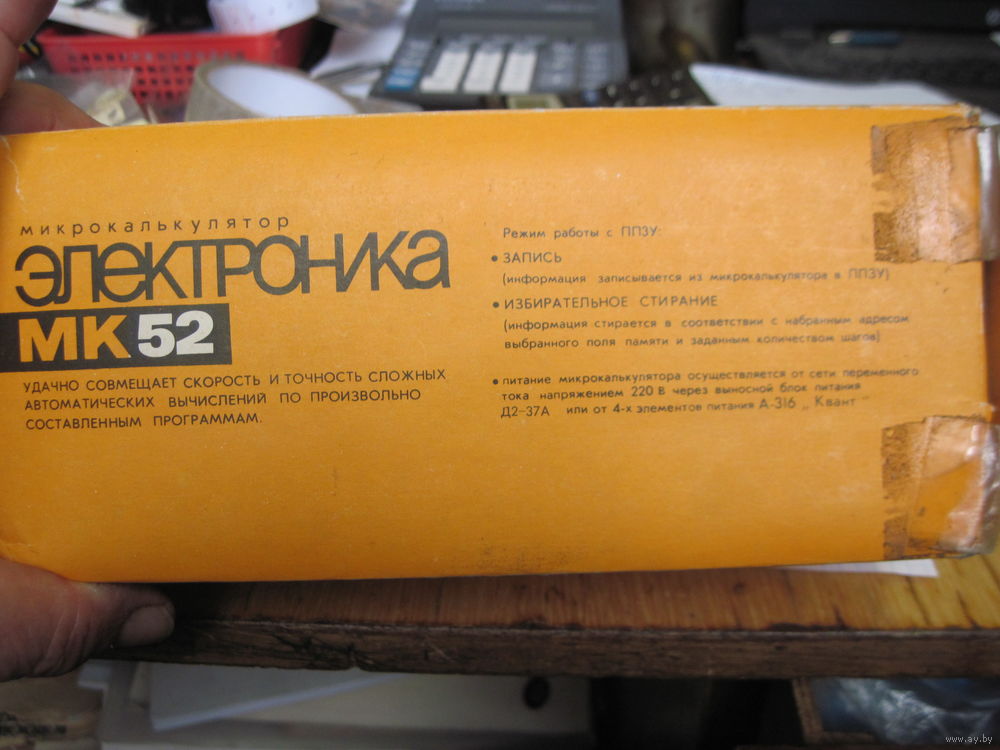 микрокалькулятор
электроника
МК 52
УДАЧНО СОВМЕЩАЕТ СКОРОСТЬ И ТОЧНОСТЬ СЛОЖНЫХ
АВТОМАТИЧЕСКИХ ВЫЧИСЛЕНИЙ ПО ПРОИЗВОЛЬНО
СОСТАВЛЕННЫМ ПРОГРАММАМ.
Режим работы с ППЗУ:
• ЗАПИСЬ
(информация записывается из микрокалькулятора в ППЗУ)
• ИЗБИРАТЕЛЬНОЕ СТИРАНИЕ
(информация стирается в соответствии с набранным адресом
выбранного поля памяти и заданным количеством шагов)
• питание микрокалькулятора осуществляется от сети переменного
тока напряжением 220 В через выносной блок питания
Д2-37А или от 4-х элементов питания А-316 „Квант"
www.ay.by